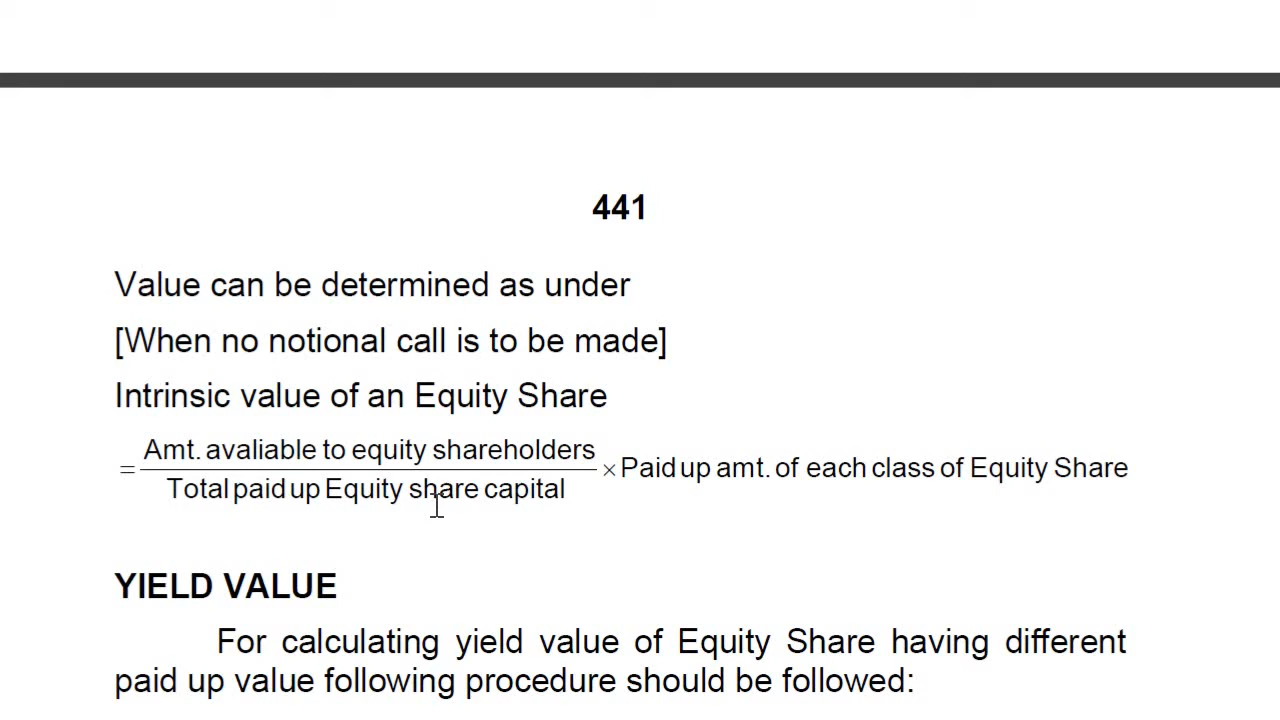 441
Value can be determined as under
[When no notional call is to be made]
Intrinsic value of an Equity Share
= Amt. avaliable to equity shareholders / Total paid up Equity share capital × Paid up amt. of each class of Equity Share
YIELD VALUE
For calculating yield value of Equity Share having different
paid up value following procedure should be followed: